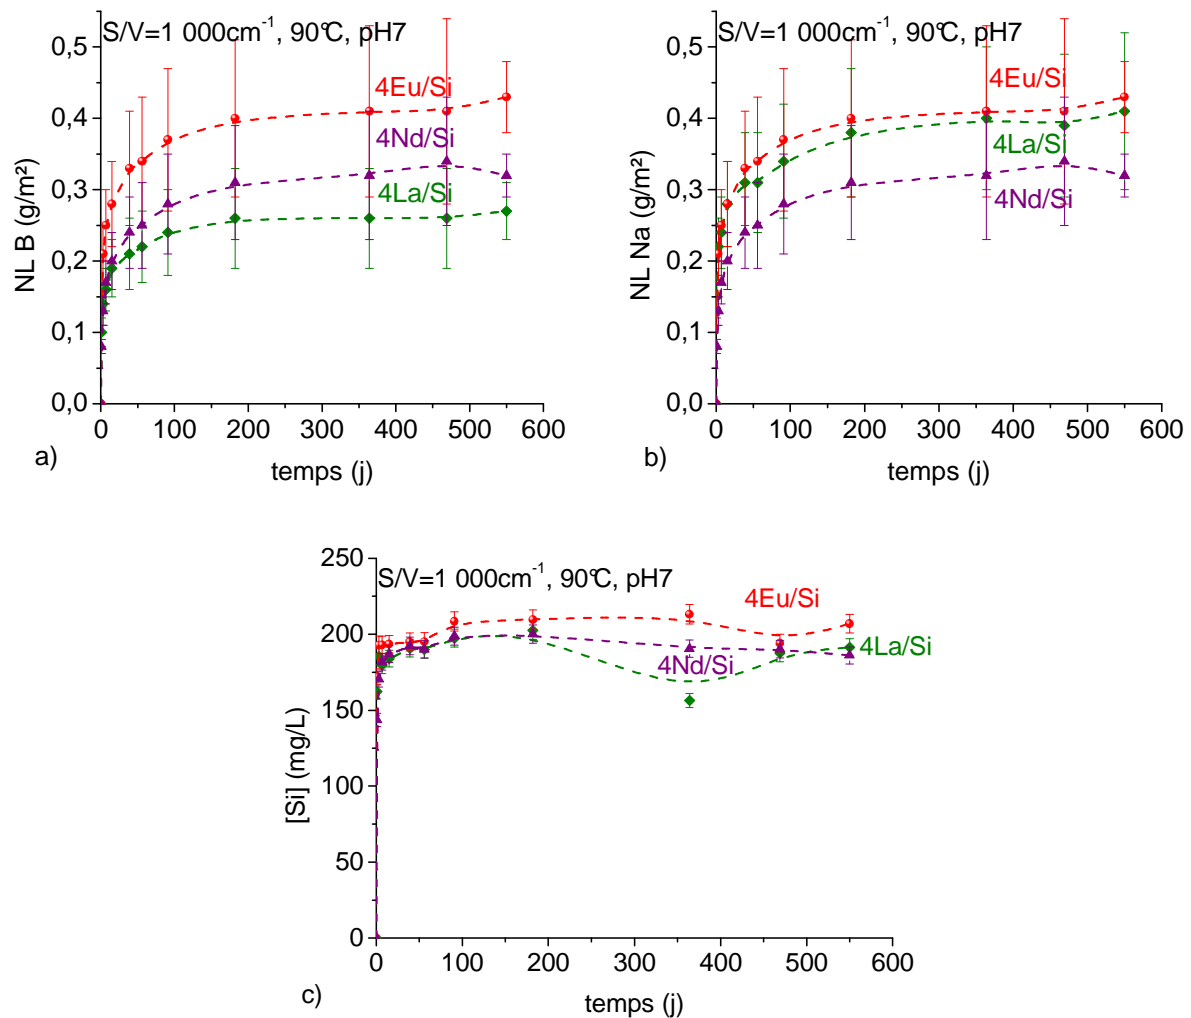 S/V=1 000cm⁻¹, 90°C, pH7
0,5
0,4
0,3
0,2
0,1
0,0
NL B (g/m²)
4Eu/Si
4Nd/Si
4La/Si
0 100 200 300 400 500 600
temps (j)
a)
S/V=1 000cm⁻¹, 90°C, pH7
0,5
0,4
0,3
0,2
0,1
0,0
NL Na (g/m²)
4Eu/Si
4La/Si
4Nd/Si
0 100 200 300 400 500 600
temps (j)
b)
S/V=1 000cm⁻¹, 90°C, pH7
250
200
150
100
50
0
[Si] (mg/L)
4Eu/Si
4Nd/Si
4La/Si
0 100 200 300 400 500 600
temps (j)
c)